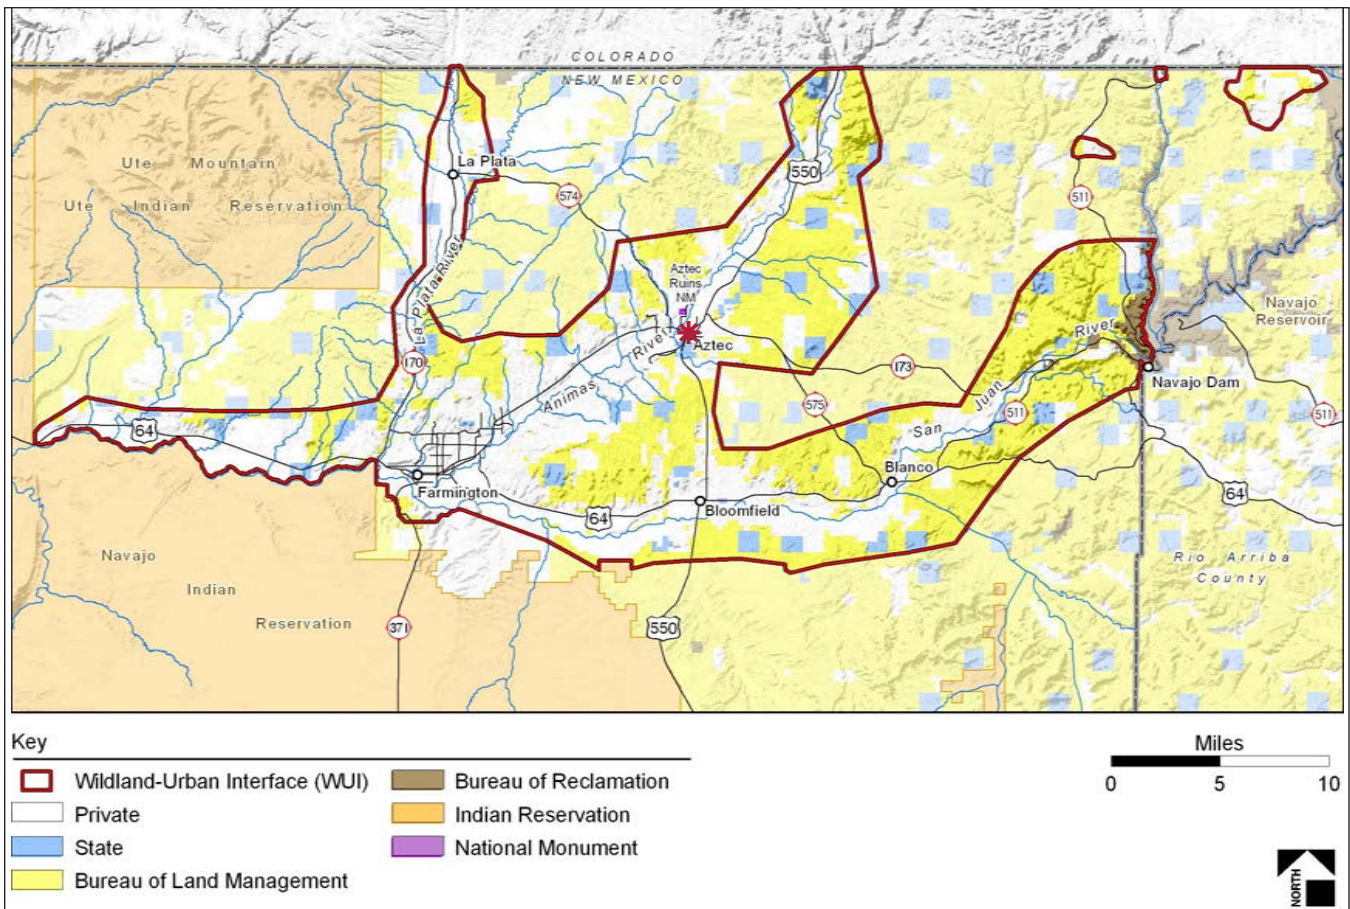 COLORADO
NEW MEXICO
Ute Mountain
Ute Indian Reservation
La Plata
574
550
511
La Plata River
Aztec
Ruins
NM
Aztec
Animas River
170
173
575
511
San Juan River
Navajo
Reservoir
Navajo Dam
511
64
Farmington
64
Bloomfield
Blanco
64
Navajo
Indian
Reservation
371
550
Rio Arriba
County
Key
Wildland-Urban Interface (WUI)
Private
State
Bureau of Land Management
Bureau of Reclamation
Indian Reservation
National Monument
Miles
0 5 10
NORTH